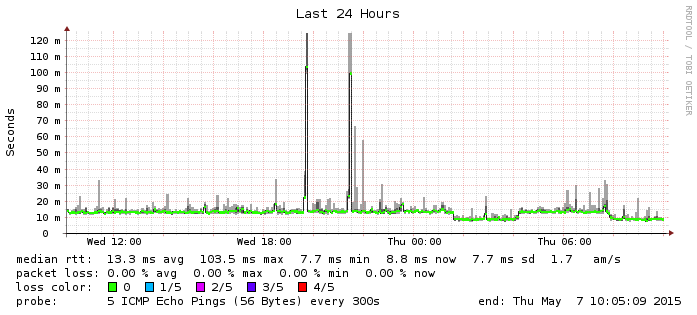 Last 24 Hours
RRDTOOL / TOBI OETIKER
Seconds
120 m
110 m
100 m
90 m
80 m
70 m
60 m
50 m
40 m
30 m
20 m
10 m
0
Wed 12:00 Wed 18:00 Thu 00:00 Thu 06:00
median rtt: 13.3 ms avg 103.5 ms max 7.7 ms min 8.8 ms now 7.7 ms sd 1.7 am/s
packet loss: 0.00 % avg 0.00 % max 0.00 % min 0.00 % now
loss color: 0 1/5 2/5 3/5 4/5
probe: 5 ICMP Echo Pings (56 Bytes) every 300s end: Thu May 7 10:05:09 2015